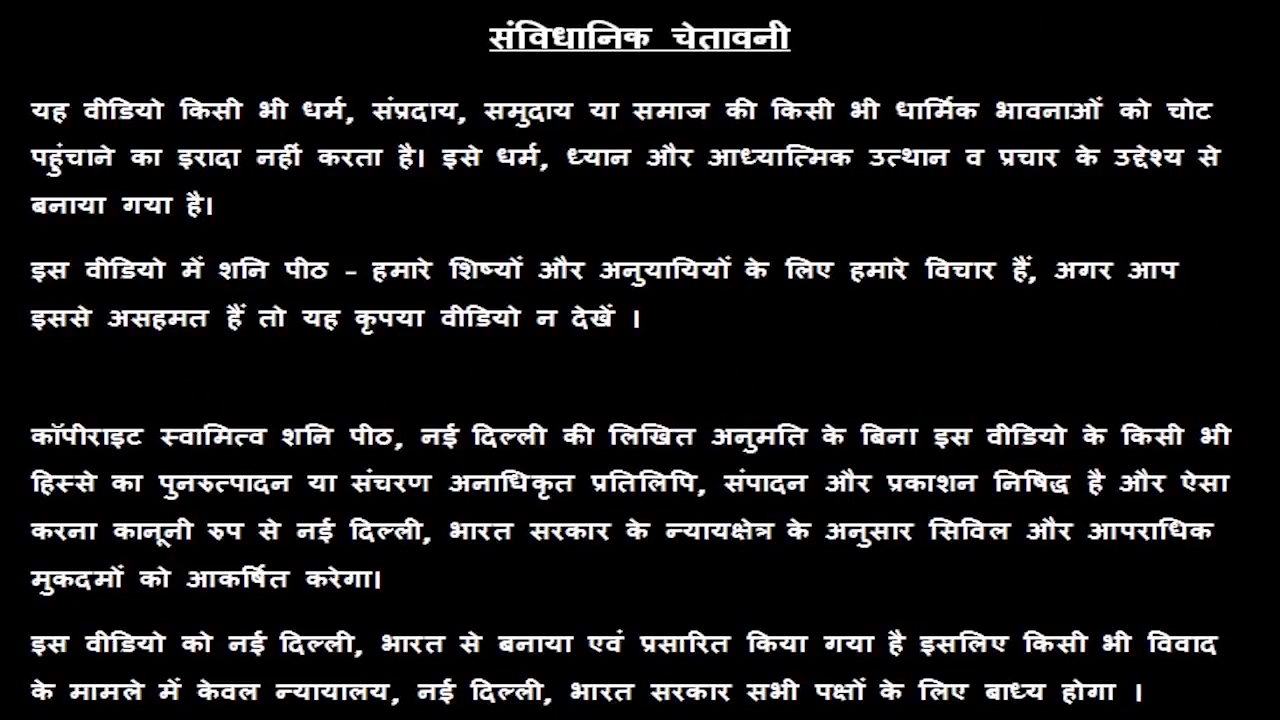 संविधानिक चेतावनी
यह वीडियो किसी भी धर्म, संप्रदाय, समुदाय या समाज की किसी भी धार्मिक भावनाओं को चोट
पहुंचाने का इरादा नहीं करता है। इसे धर्म, ध्यान और आध्यात्मिक उत्थान व प्रचार के उद्देश्य से
बनाया गया है।
इस वीडियो में शनि पीठ – हमारे शिष्यों और अनुयायियों के लिए हमारे विचार हैं, अगर आप
इससे असहमत हैं तो यह कृपया वीडियो न देखें ।
कॉपीराइट स्वामित्व शनि पीठ, नई दिल्ली की लिखित अनुमति के बिना इस वीडियो के किसी भी
हिस्से का पुनरुत्पादन या संचरण अनाधिकृत प्रतिलिपि, संपादन और प्रकाशन निषिद्ध है और ऐसा
करना कानूनी रुप से नई दिल्ली, भारत सरकार के न्यायक्षेत्र के अनुसार सिविल और आपराधिक
मुकदमों को आकर्षित करेगा।
इस वीडियो को नई दिल्ली, भारत से बनाया एवं प्रसारित किया गया है इसलिए किसी भी विवाद
के मामले में केवल न्यायालय, नई दिल्ली, भारत सरकार सभी पक्षों के लिए बाध्य होगा ।